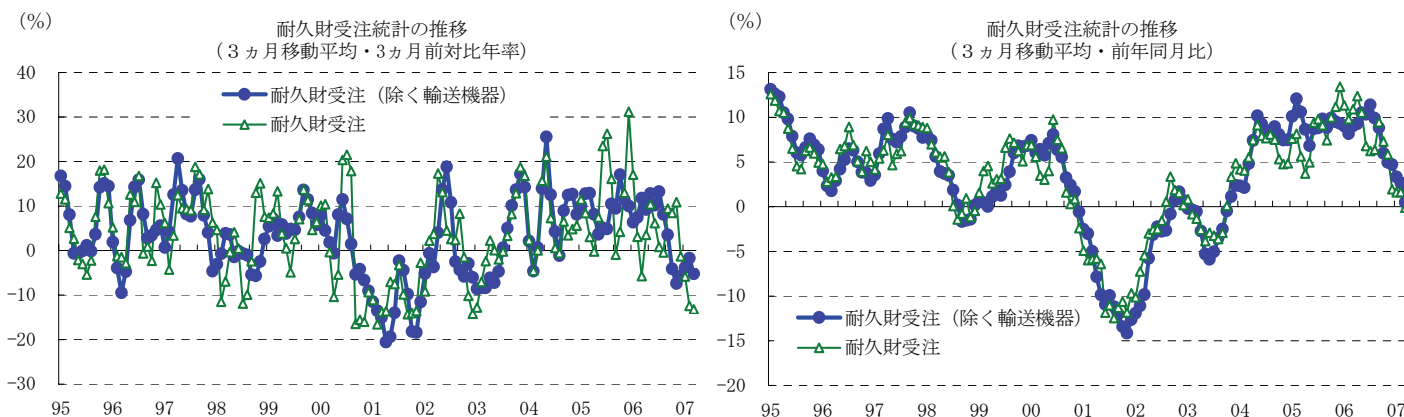 (%)
耐久財受注統計の推移
(3ヵ月移動平均・3ヵ月前対比年率)
40
30
20
10
0
-10
-20
-30
耐久財受注(除く輸送機器)
耐久財受注
95 96 97 98 99 00 01 02 03 04 05 06 07
(%)
耐久財受注統計の推移
(3ヵ月移動平均・前年同月比)
15
10
5
0
-5
-10
-15
-20
耐久財受注(除く輸送機器)
耐久財受注
95 96 97 98 99 00 01 02 03 04 05 06 07